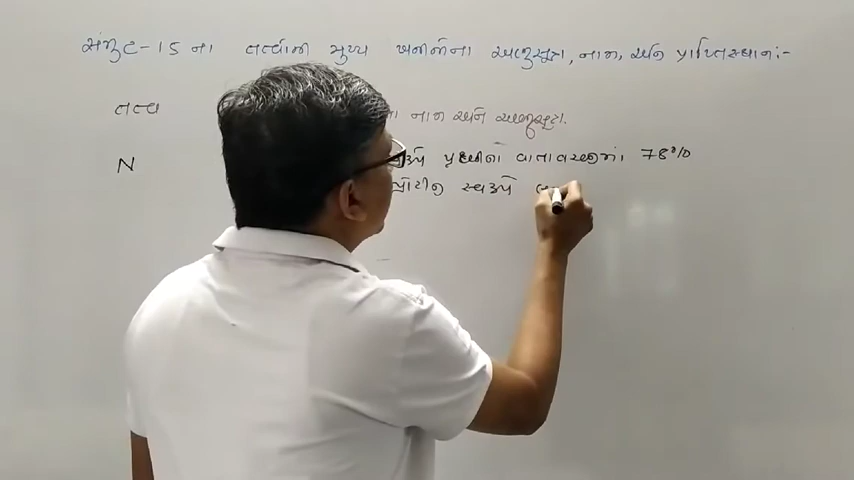 સમૂહ-15 ના તત્વોની મુખ્ય ખનીજોના અણુસૂત્ર, નામ, અને પ્રાપ્તિસ્થાન:-
તત્વ
ના નામ અને અણુસૂત્ર.
N
પૃથ્વીના વાતાવરણમાં 78%
પ્રોટીન સ્વરૂપે